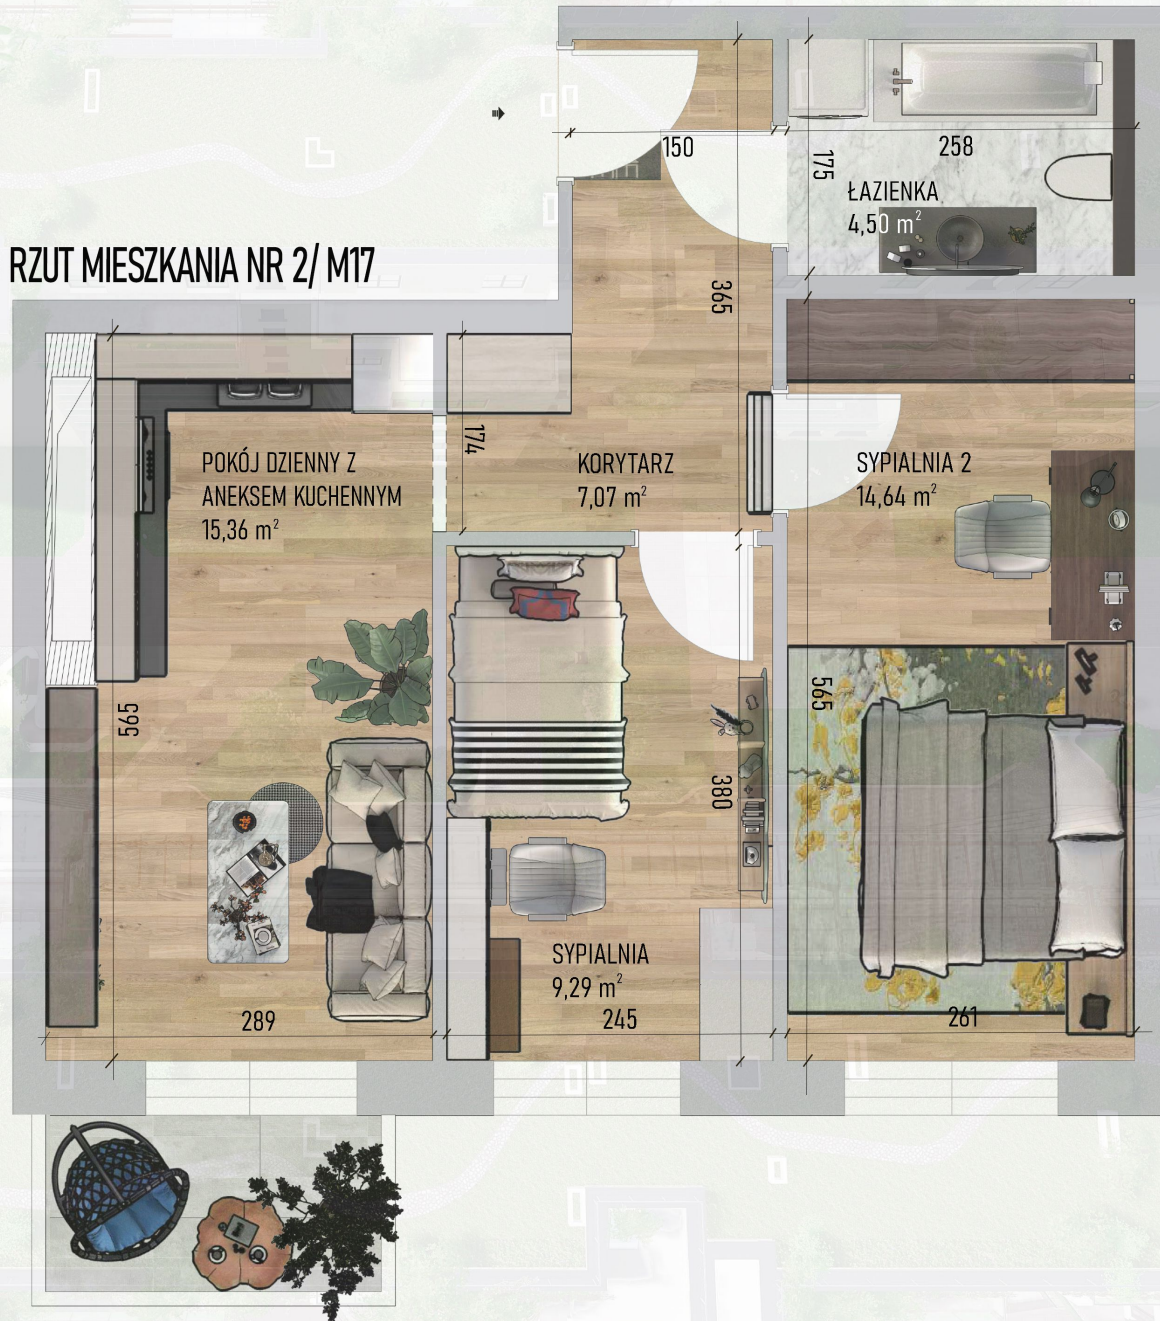 150
258
175
ŁAZIENKA
4,50 m²
RZUT MIESZKANIA NR 2/ M17
365
174
POKÓJ DZIENNY Z
ANEKSEM KUCHENNYM
15,36 m²
KORYTARZ
7,07 m²
SYPIALNIA 2
14,64 m²
565
565
380
SYPIALNIA
9,29 m²
289
245
261